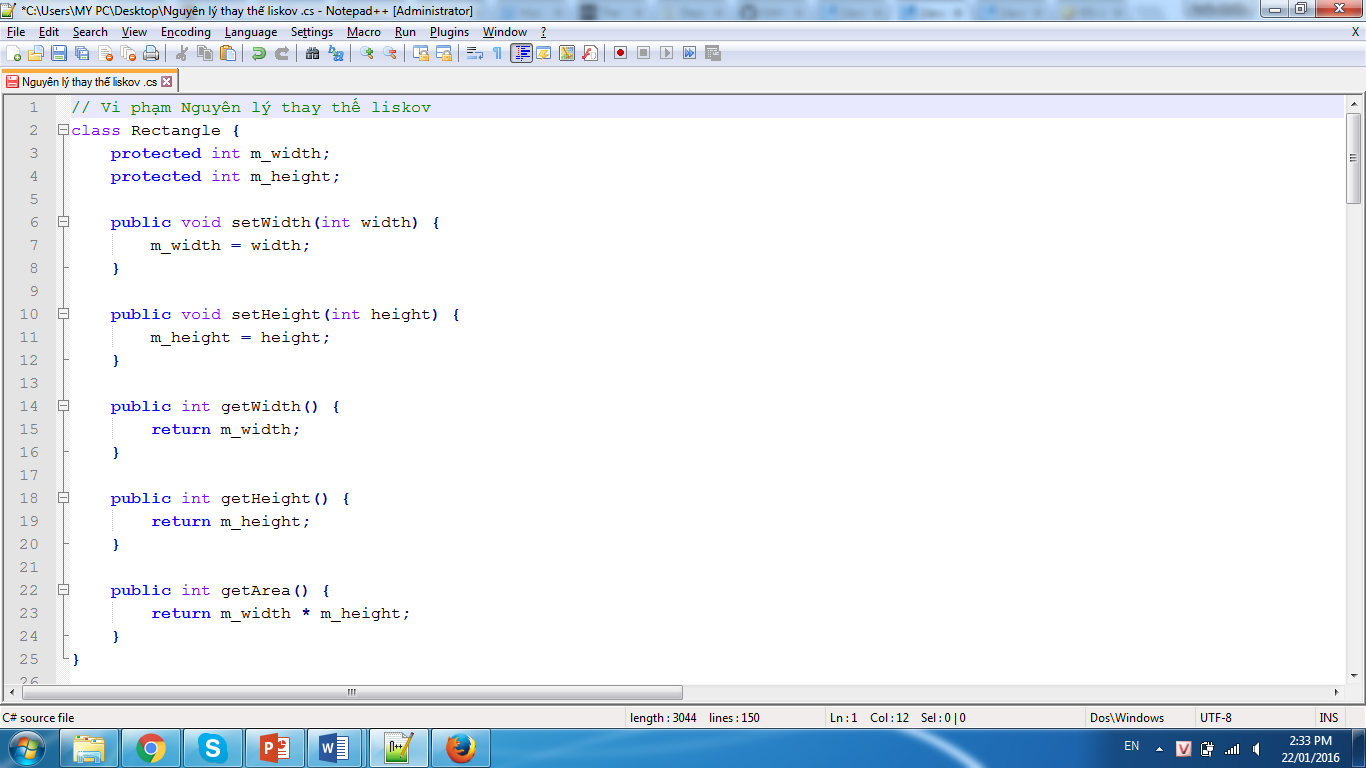 *C:\Users\MY PC\Desktop\Nguyên lý thay thế liskov .cs - Notepad++ [Administrator]
File Edit Search View Encoding Language Settings Macro Run Plugins Window ? X
Nguyên lý thay thế liskov .cs
1 // Vi phạm Nguyên lý thay thế liskov
2 class Rectangle {
3 protected int m_width;
4 protected int m_height;
5
6 public void setWidth(int width) {
7 m_width = width;
8 }
9
10 public void setHeight(int height) {
11 m_height = height;
12 }
13
14 public int getWidth() {
15 return m_width;
16 }
17
18 public int getHeight() {
19 return m_height;
20 }
21
22 public int getArea() {
23 return m_width * m_height;
24 }
25 }
26
C# source file length : 3044 lines : 150 Ln : 1 Col : 12 Sel : 0 | 0 Dos\Windows UTF-8 INS
EN 2:33 PM
22/01/2016